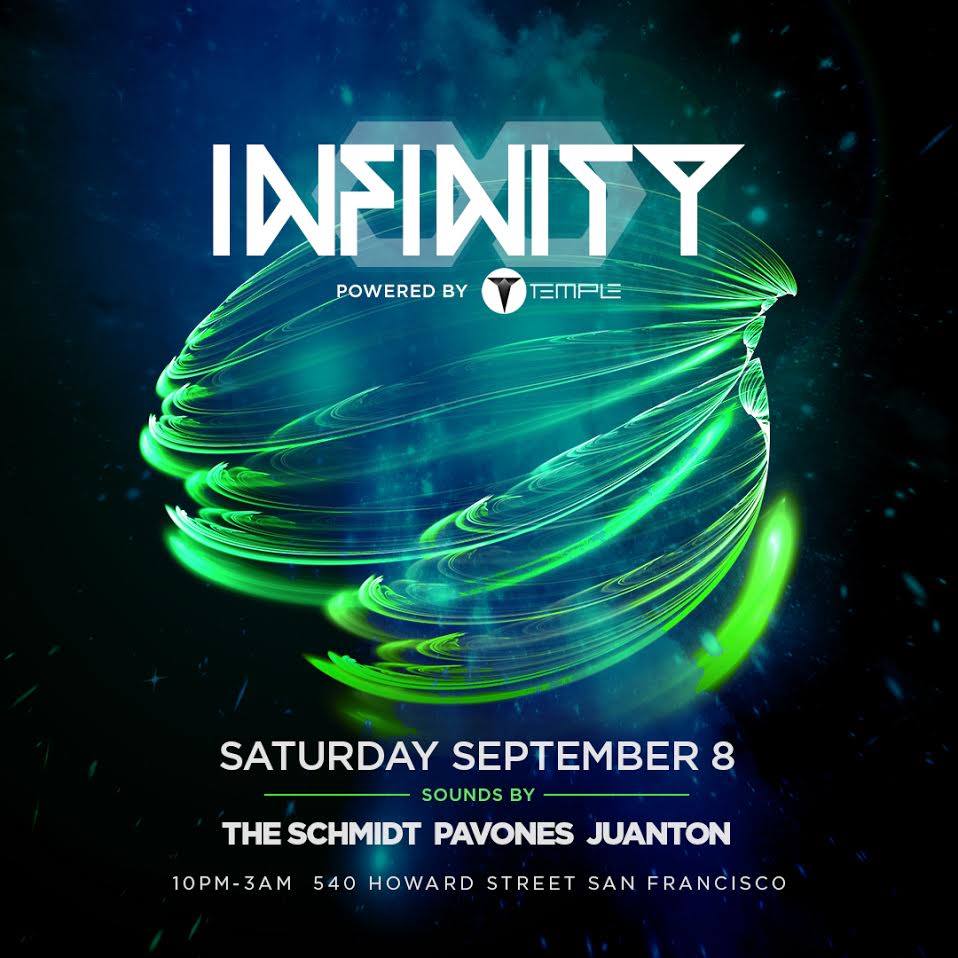 INFINITY
POWERED BY TEMPLE
SATURDAY SEPTEMBER 8
SOUNDS BY
THE SCHMIDT PAVONES JUANTON
10PM-3AM 540 HOWARD STREET SAN FRANCISCO